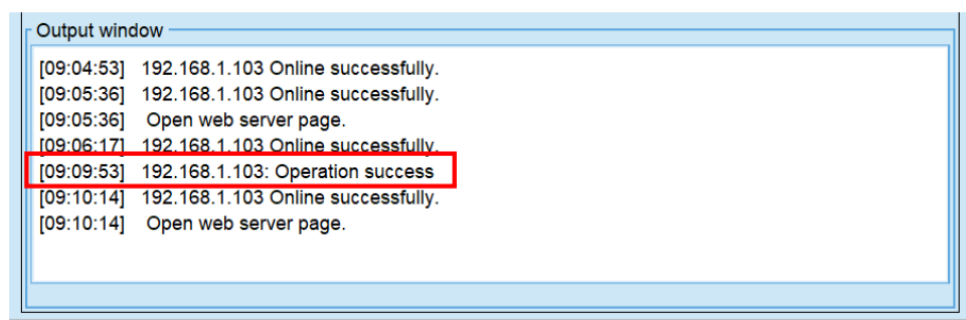 Output window
[09:04:53] 192.168.1.103 Online successfully.
[09:05:36] 192.168.1.103 Online successfully.
[09:05:36] Open web server page.
[09:06:17] 192.168.1.103 Online successfully.
[09:09:53] 192.168.1.103: Operation success
[09:10:14] 192.168.1.103 Online successfully.
[09:10:14] Open web server page.